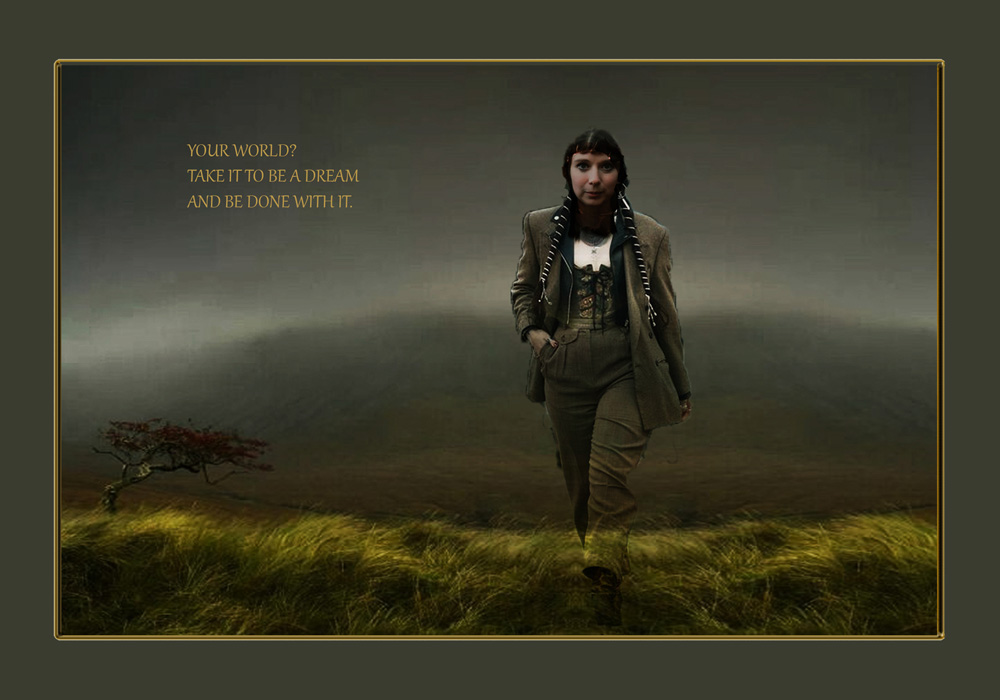 YOUR WORLD?
TAKE IT TO BE A DREAM
AND BE DONE WITH IT.